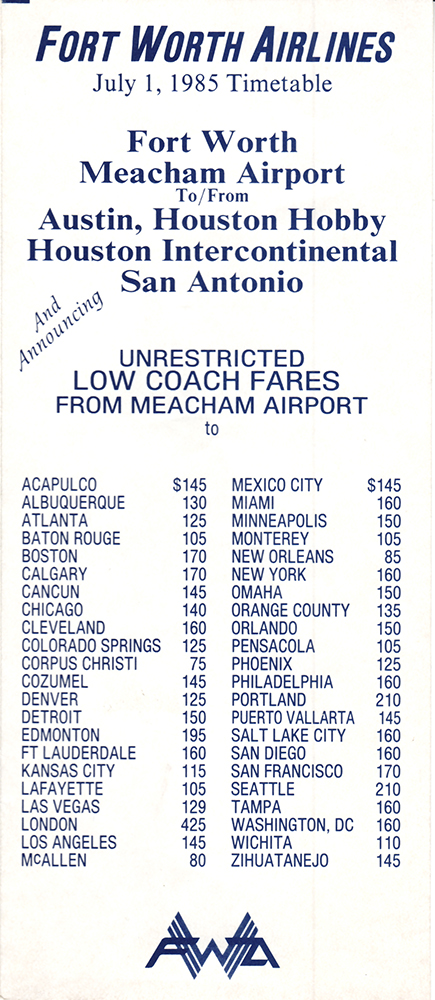 FORT WORTH AIRLINES
July 1, 1985 Timetable
Fort Worth
Meacham Airport
To/From
Austin, Houston Hobby
Houston Intercontinental
San Antonio
And
Announcing
UNRESTRICTED
LOW COACH FARES
FROM MEACHAM AIRPORT
to
ACAPULCO $145 MEXICO CITY $145
ALBUQUERQUE 130 MIAMI 160
ATLANTA 125 MINNEAPOLIS 150
BATON ROUGE 105 MONTEREY 105
BOSTON 170 NEW ORLEANS 85
CALGARY 170 NEW YORK 160
CANCUN 145 OMAHA 150
CHICAGO 140 ORANGE COUNTY 135
CLEVELAND 160 ORLANDO 150
COLORADO SPRINGS 125 PENSACOLA 105
CORPUS CHRISTI 75 PHOENIX 125
COZUMEL 145 PHILADELPHIA 160
DENVER 125 PORTLAND 210
DETROIT 150 PUERTO VALLARTA 145
EDMONTON 195 SALT LAKE CITY 160
FT LAUDERDALE 160 SAN DIEGO 160
KANSAS CITY 115 SAN FRANCISCO 170
LAFAYETTE 105 SEATTLE 210
LAS VEGAS 129 TAMPA 160
LONDON 425 WASHINGTON, DC 160
LOS ANGELES 145 WICHITA 110
McALLEN 80 ZIHUATANEJO 145